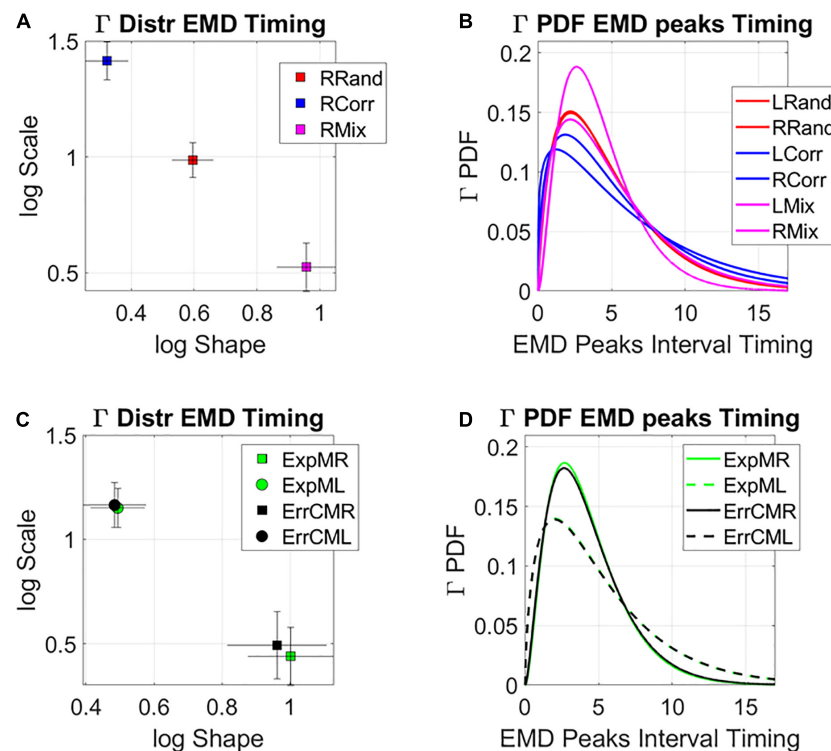 A
Γ Distr EMD Timing
1.5
1
0.5
0.4
0.6
0.8
1
log Scale
log Shape
RRand
RCorr
RMix
B
Γ PDF EMD peaks Timing
0.2
0.15
0.1
0.05
0
0
5
10
15
Γ PDF
EMD Peaks Interval Timing
LRand
RRand
LCorr
RCorr
LMix
RMix
C
Γ Distr EMD Timing
1.5
1
0.5
0.4
0.6
0.8
1
log Scale
log Shape
ExpMR
ExpML
ErrCMR
ErrCML
D
Γ PDF EMD peaks Timing
0.2
0.15
0.1
0.05
0
0
5
10
15
Γ PDF
EMD Peaks Interval Timing
ExpMR
ExpML
ErrCMR
ErrCML